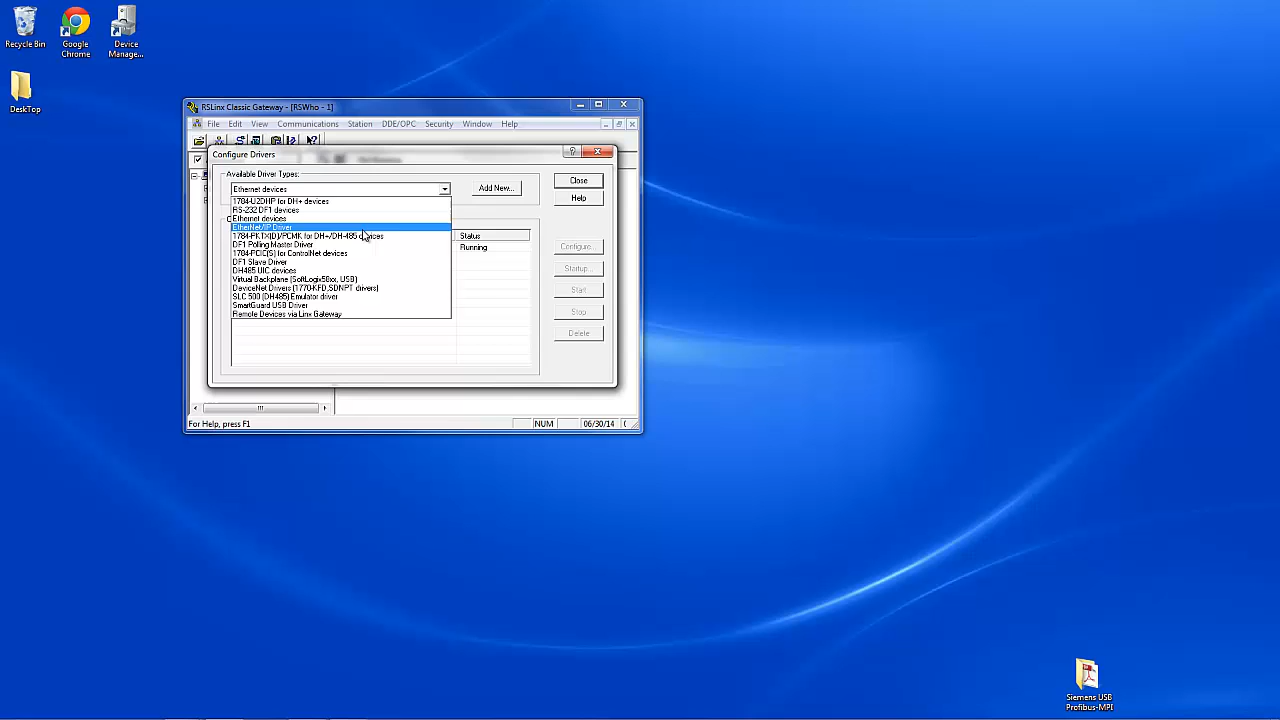 Recycle Bin
Google
Chrome
Device
Manage...
DeskTop
RSLinx Classic Gateway - [RSWho - 1]
File Edit View Communications Station DDE/OPC Security Window Help
Configure Drivers
Available Driver Types:
Ethernet devices
Add New...
Close
Help
1784-U2DHP for DH+ devices
RS-232 DF1 devices
Ethernet devices
EtherNet/IP Driver
1784-PKTX(D)/PCMK for DH+/DH-485 devices
DF1 Polling Master Driver
1784-PCIC(S) for ControlNet devices
DF1 Slave Driver
DH485 UIC devices
Virtual Backplane (SoftLogix58xx, USB)
DeviceNet Drivers (1770-KFD,SDNPT drivers)
SLC 500 (DH485) Emulator driver
SmartGuard USB Driver
Remote Devices via Linx Gateway
Status
Running
Configure...
Startup...
Start
Stop
Delete
For Help, press F1
NUM
06/30/14
Siemens USB
Profibus-MPI